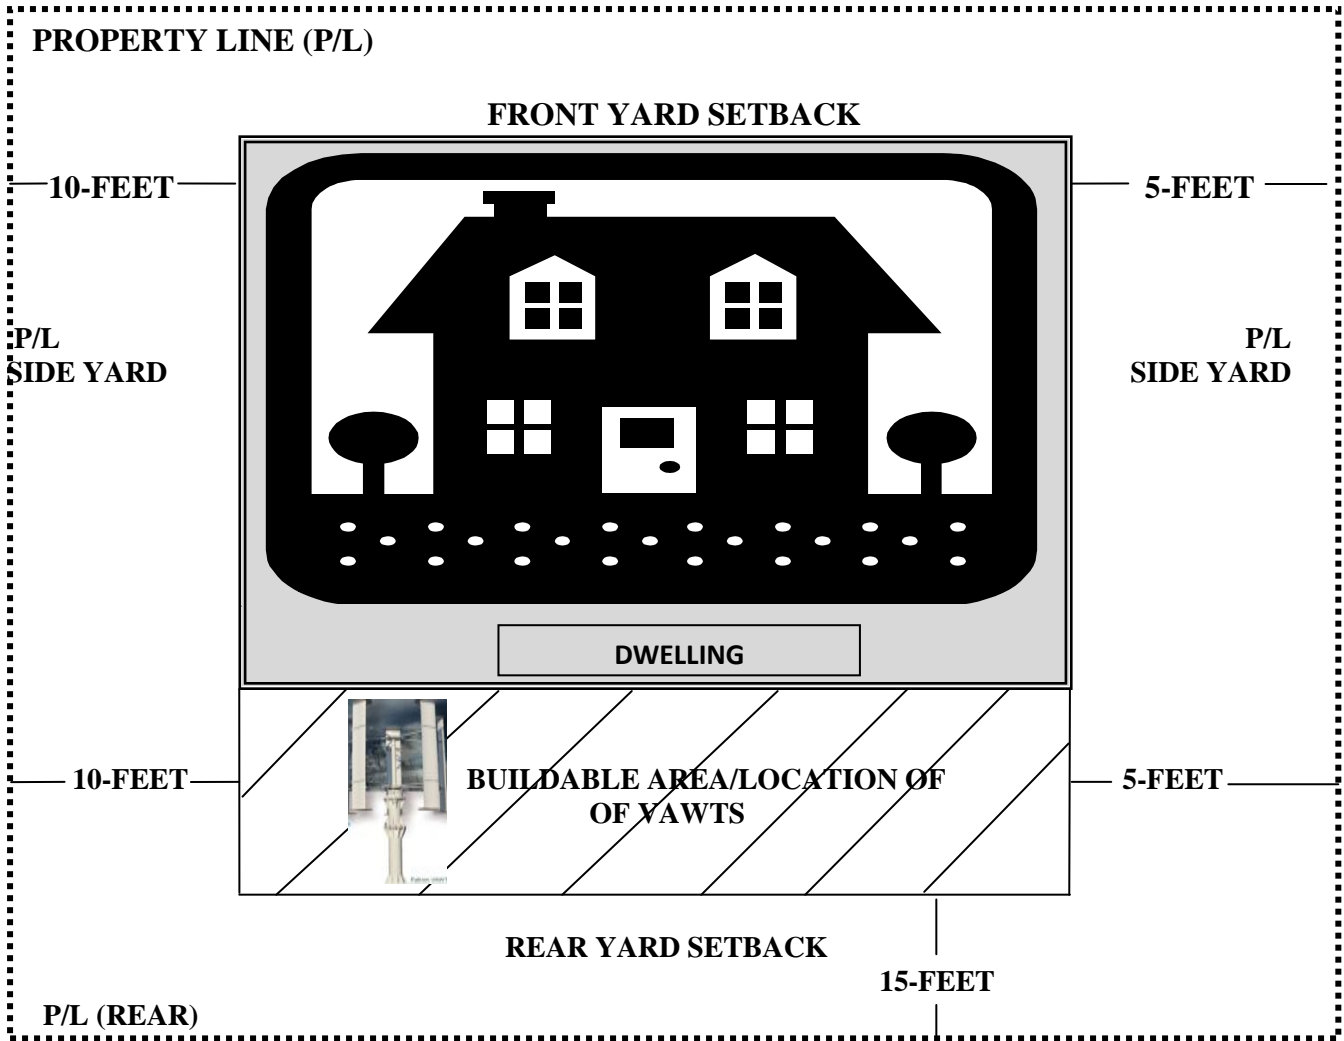 PROPERTY LINE (P/L)
FRONT YARD SETBACK
10-FEET
5-FEET
P/L
SIDE YARD
P/L
SIDE YARD
DWELLING
10-FEET
BUILDABLE AREA/LOCATION OF
OF VAWTS
5-FEET
REAR YARD SETBACK
15-FEET
P/L (REAR)